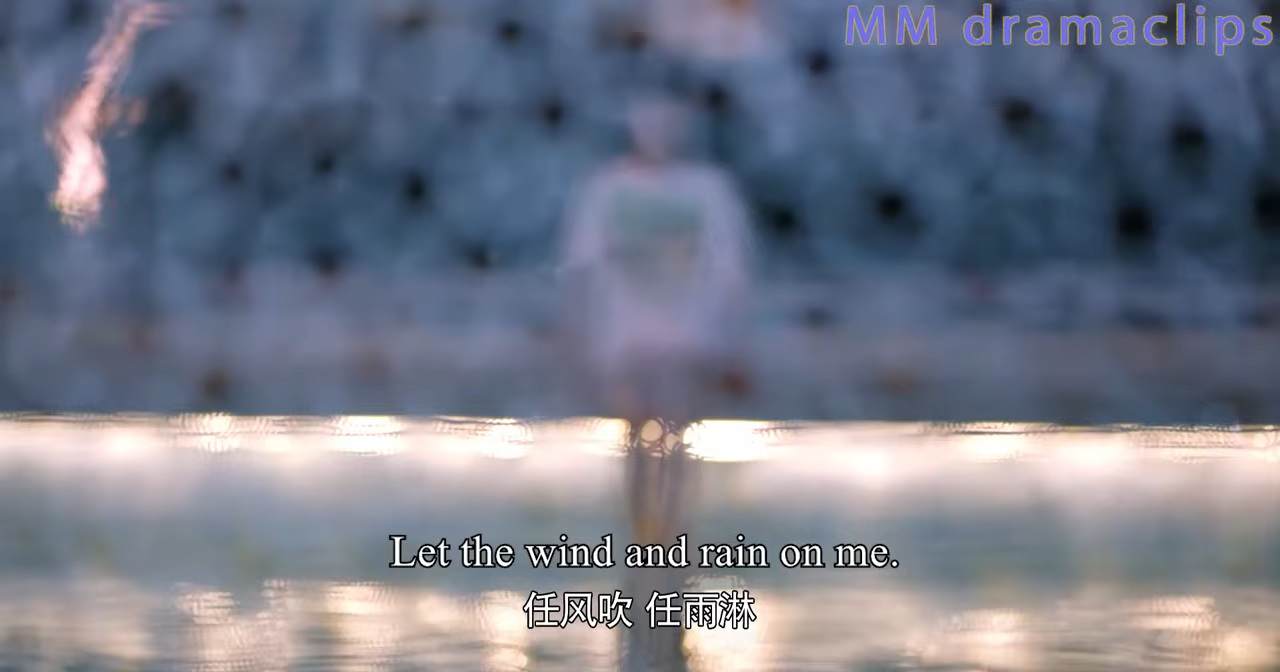 MM dramaclips
Let the wind and rain on me.
任风吹 任雨淋